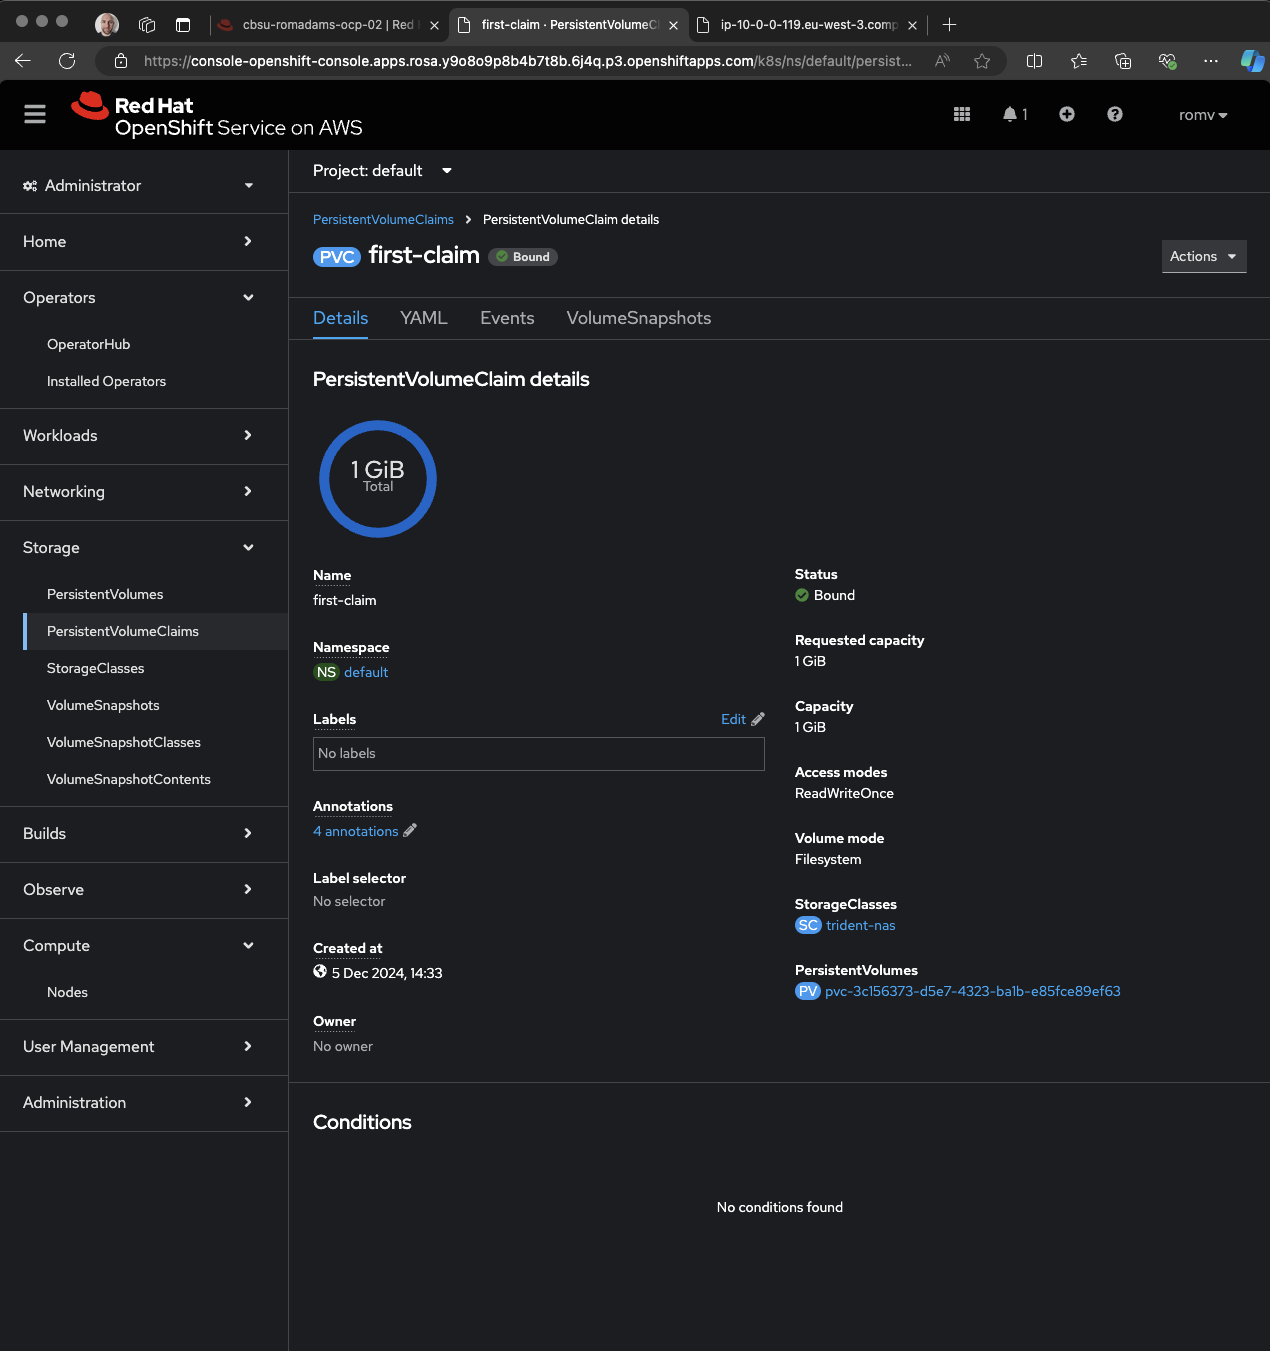 cbsu-romadams-ocp-02 | Red
first-claim · PersistentVolumeCl
ip-10-0-0-119.eu-west-3.comp
https://console-openshift-console.apps.rosa.y9o8o9p8b4b7t8b.6j4q.p3.openshiftapps.com/k8s/ns/default/persist...
Red Hat
OpenShift Service on AWS
1
romv
Administrator
Home
Operators
OperatorHub
Installed Operators
Workloads
Networking
Storage
PersistentVolumes
PersistentVolumeClaims
StorageClasses
VolumeSnapshots
VolumeSnapshotClasses
VolumeSnapshotContents
Builds
Observe
Compute
Nodes
User Management
Administration
Project: default
PersistentVolumeClaims > PersistentVolumeClaim details
PVC first-claim Bound
Actions
Details YAML Events VolumeSnapshots
PersistentVolumeClaim details
1 GiB
Total
Name
first-claim
Namespace
NS default
Labels
Edit
No labels
Annotations
4 annotations
Label selector
No selector
Created at
5 Dec 2024, 14:33
Owner
No owner
Status
Bound
Requested capacity
1 GiB
Capacity
1 GiB
Access modes
ReadWriteOnce
Volume mode
Filesystem
StorageClasses
SC trident-nas
PersistentVolumes
PV pvc-3c156373-d5e7-4323-ba1b-e85fce89ef63
Conditions
No conditions found